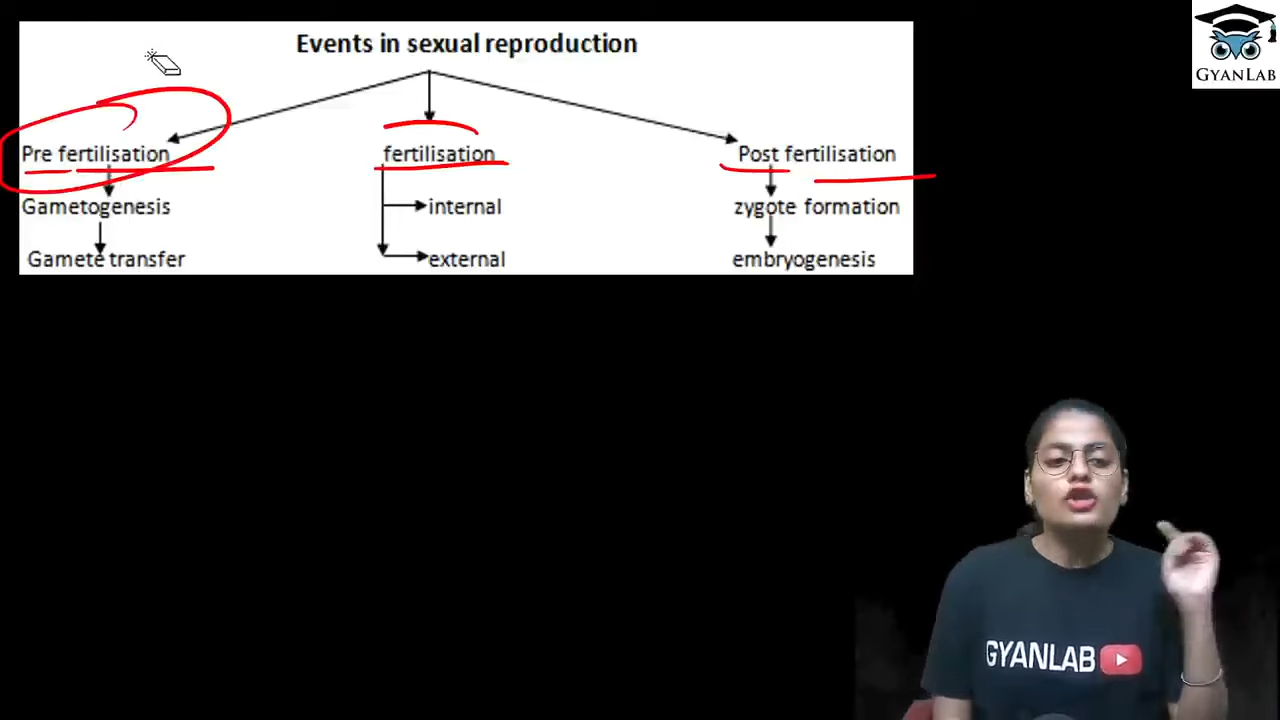 Events in sexual reproduction
Pre fertilisation
fertilisation
Post fertilisation
Gametogenesis
internal
zygote formation
Gamete transfer
external
embryogenesis
GYANLAB
GYANLAB